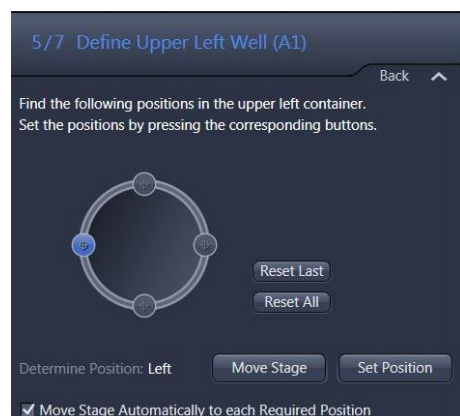 5/7 Define Upper Left Well (A1)
Back
Find the following positions in the upper left container.
Set the positions by pressing the corresponding buttons.
Reset Last
Reset All
Determine Position: Left
Move Stage
Set Position
Move Stage Automatically to each Required Position